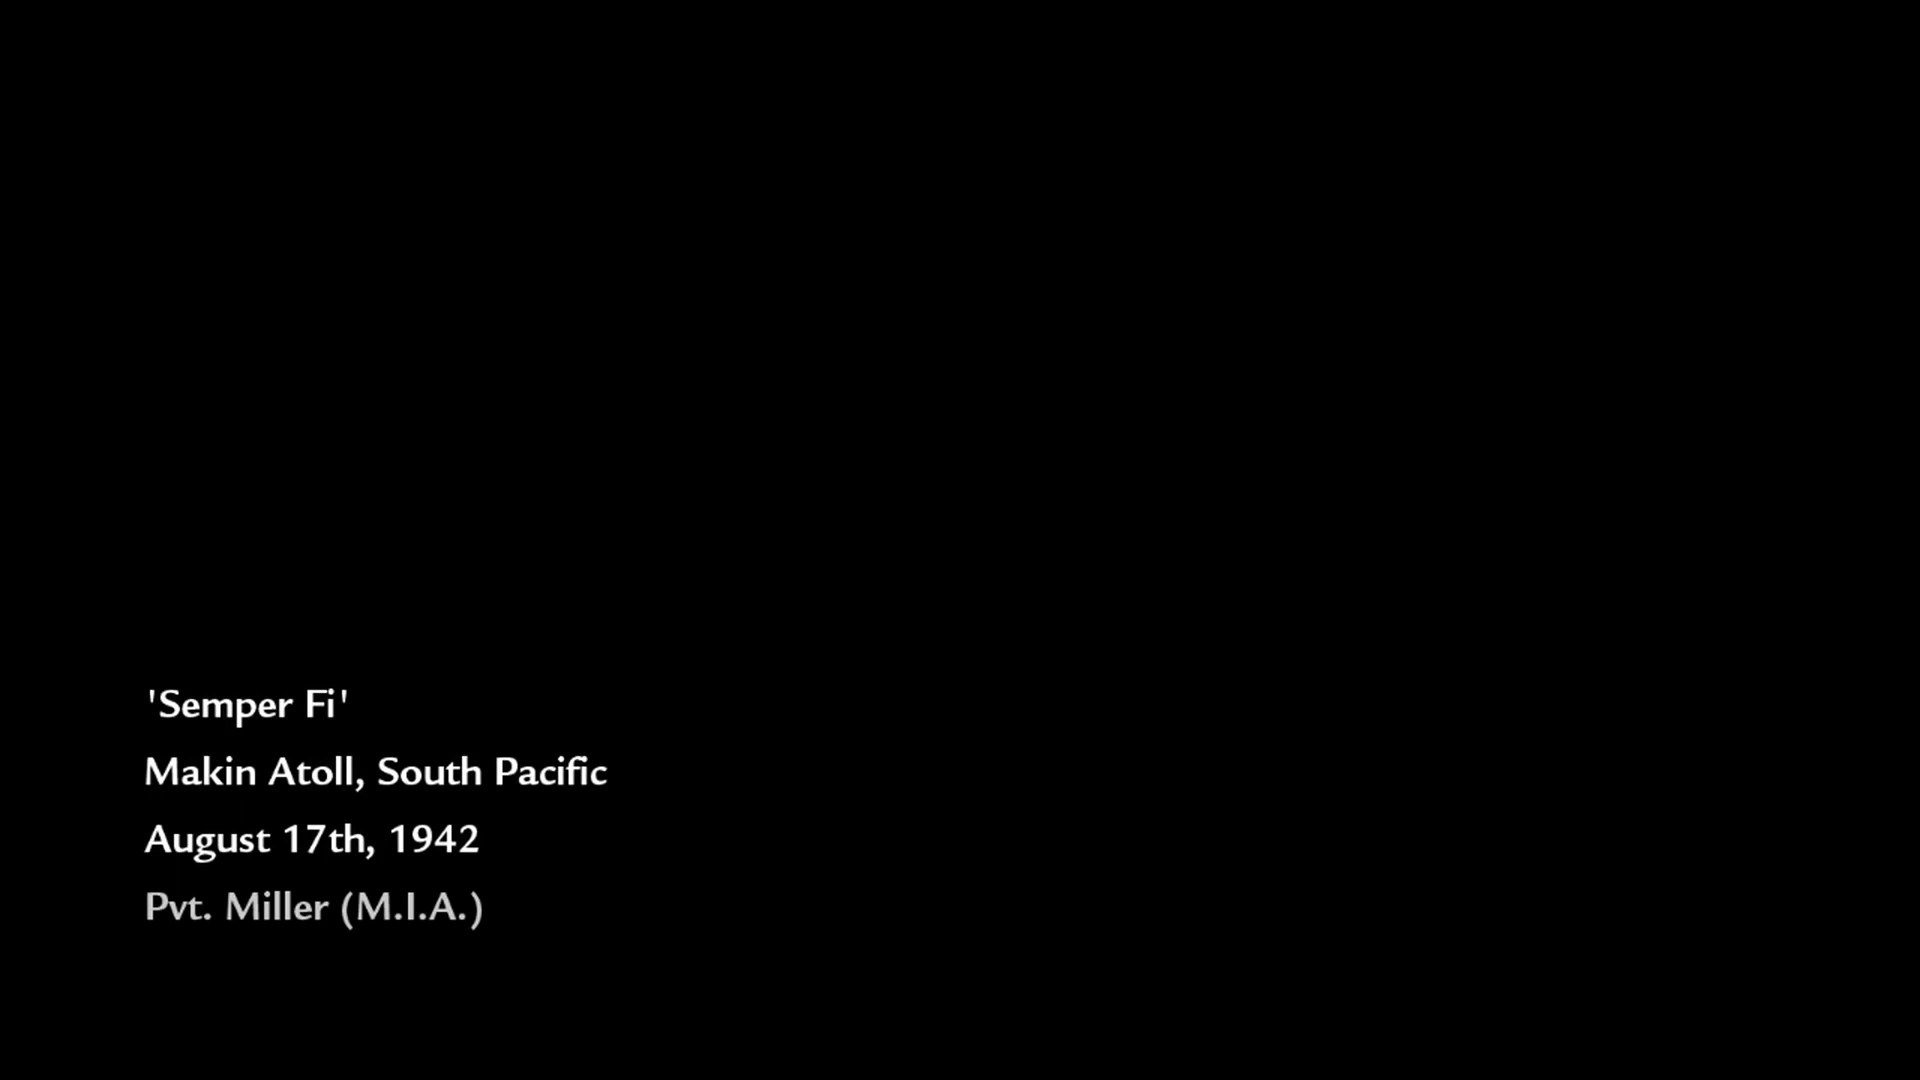 'Semper Fi'
Makin Atoll, South Pacific
August 17th, 1942
Pvt. Miller (M.I.A.)